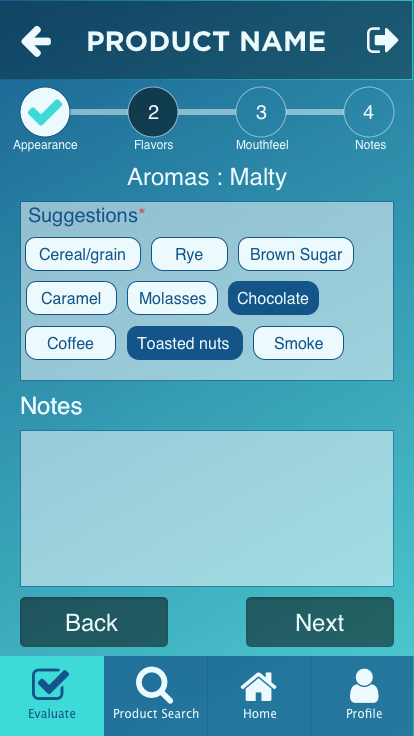 PRODUCT NAME
2 3 4
Appearance Flavors Mouthfeel Notes
Aromas : Malty
Suggestions*
Cereal/grain Rye Brown Sugar
Caramel Molasses Chocolate
Coffee Toasted nuts Smoke
Notes
Back Next
Evaluate Product Search Home Profile